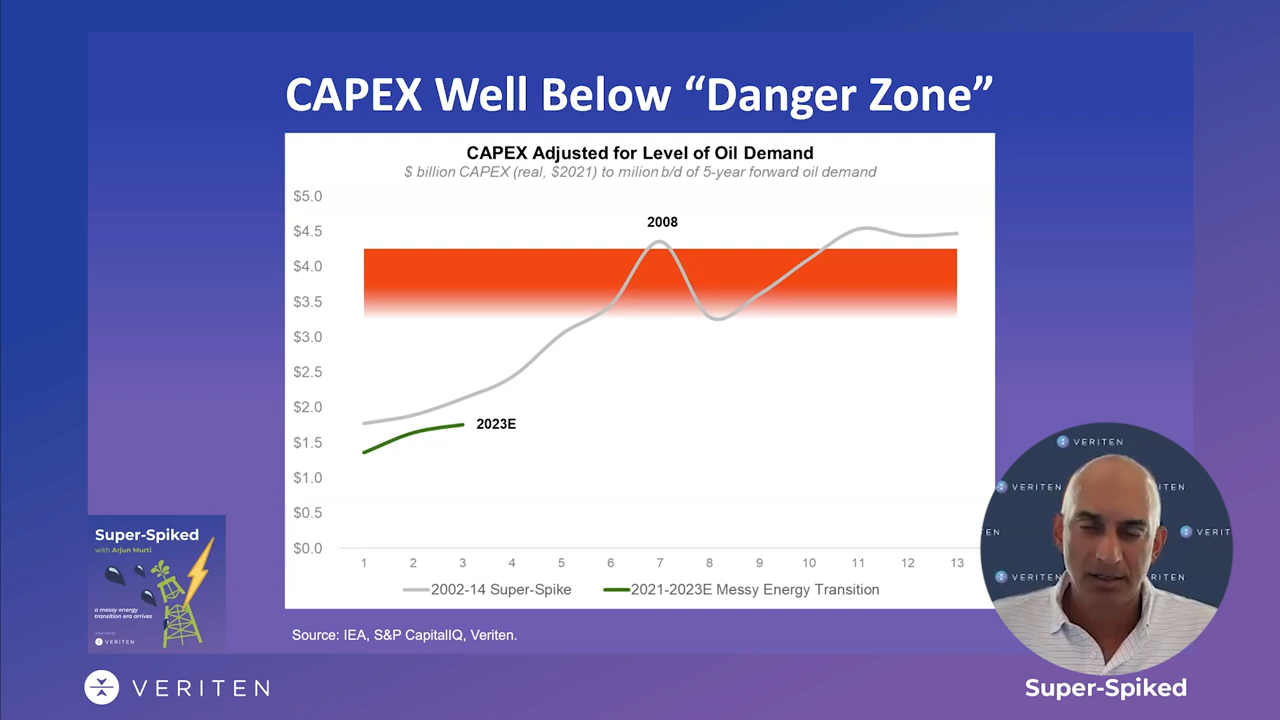 CAPEX Well Below “Danger Zone”
CAPEX Adjusted for Level of Oil Demand
$ billion CAPEX (real, $2021) to milion b/d of 5-year forward oil demand
$5.0
$4.5
$4.0
$3.5
$3.0
$2.5
$2.0
$1.5
$1.0
$0.5
$0.0
2008
2023E
1 2 3 4 5 6 7 8 9 10 11 12 13
2002-14 Super-Spike 2021-2023E Messy Energy Transition
Source: IEA, S&P CapitalIQ, Veriten.
Super-Spiked
with Arjun Murti
a messy energy
transition era arrives
VERITEN
VERITEN
VERITEN
VERITEN
ITEN
TEN
VERIT
VERITEN
ITEN
Super-Spiked